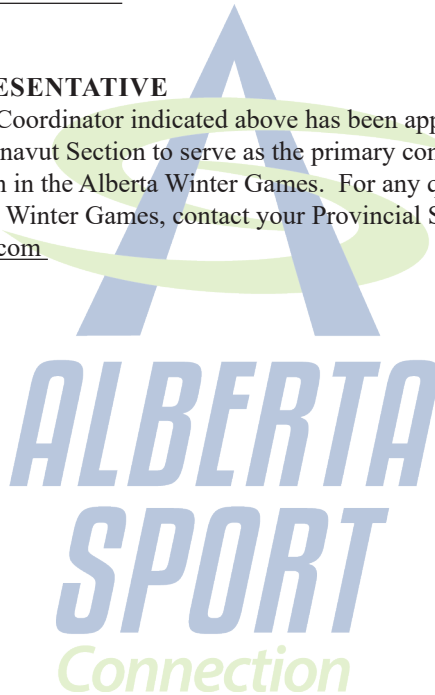 ESENTATIVE
Coordinator indicated above has been app
navut Section to serve as the primary con
in the Alberta Winter Games. For any
Winter Games, contact your Provincial S
com
ALBERTA
SPORT
Connection